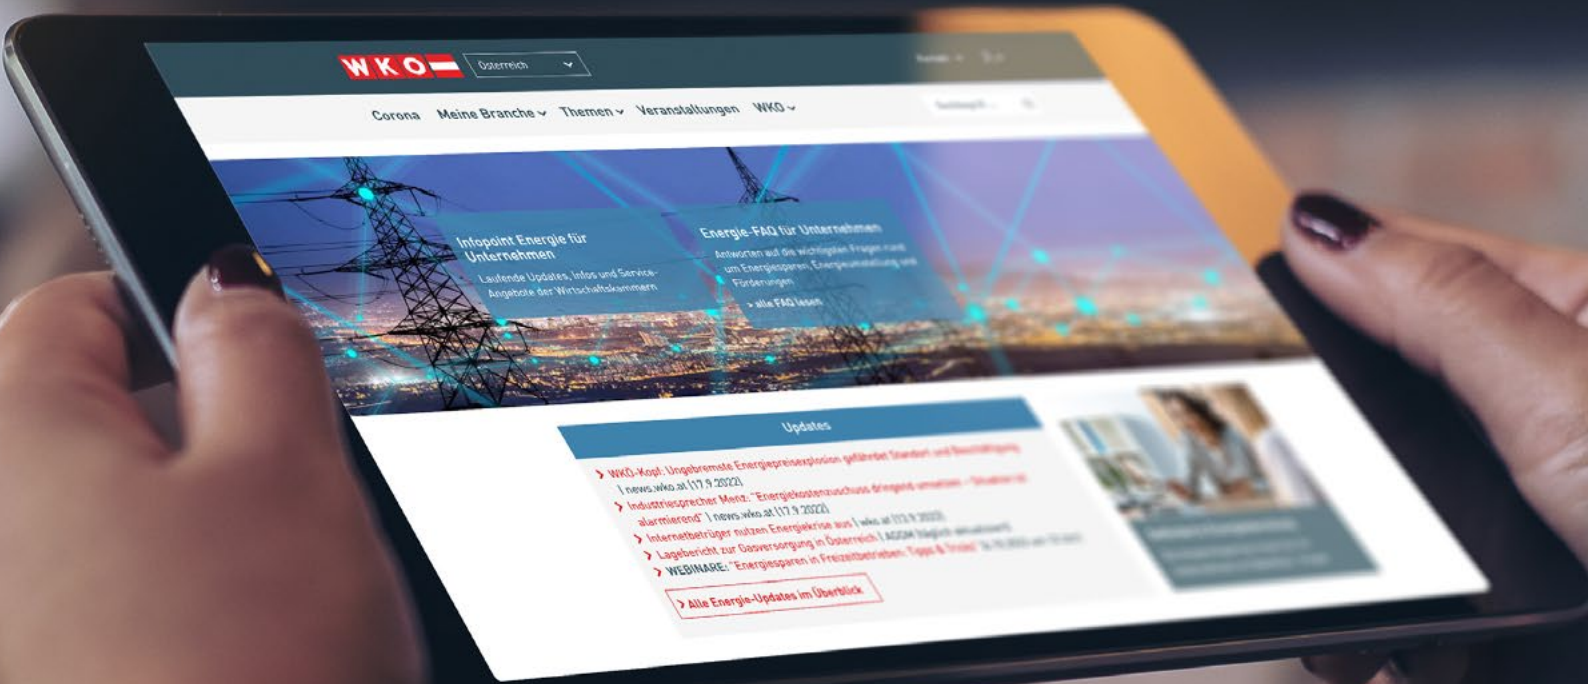 WKO
Österreich
Corona Meine Branche Themen Veranstaltungen WKO
Infopoint Energie für
Unternehmen
Laufende Updates, Infos und Service-
Angebote der Wirtschaftskammern
Energie-FAQ für Unternehmen
Antworten auf die wichtigsten Fragen rund
um Energiesparen, Energieumstellung und
Förderungen
> alle FAQ lesen
Updates
> WKÖ-Kopf: Ungebremste Energiepreisexplosion gefährdet Standort und Beschäftigung
| news.wko.at (17.9.2022)
> Industriesprecher Menz: "Energiekostenzuschuss dringend umsetzen – Situation ist
alarmierend" | news.wko.at (17.9.2022)
> Internetbetrüger nutzen Energiekrise aus | wko.at
> Lagebericht zur Gasversorgung in Österreich | AGGM (täglich aktualisiert)
> WEBINARE: "Energiesparen in Freizeitbetrieben: Tipps & Tricks"
> Alle Energie-Updates im Überblick